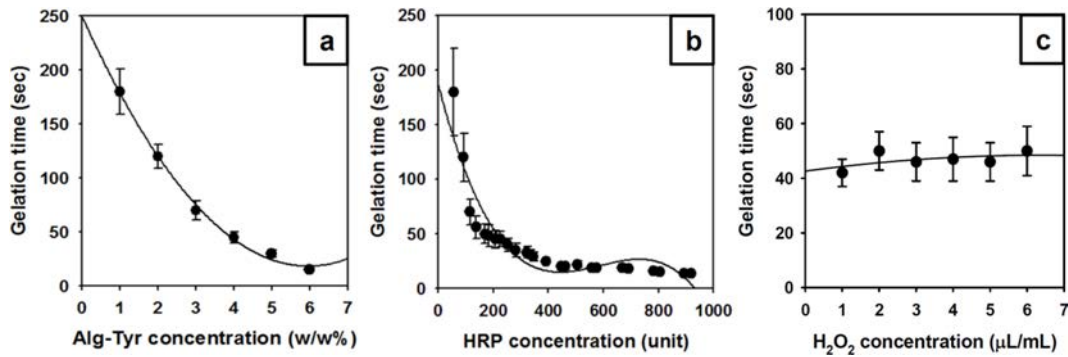 a
Gelation time (sec)
250
200
150
100
50
0
0 1 2 3 4 5 6 7
Alg-Tyr concentration (w/w%)
b
Gelation time (sec)
250
200
150
100
50
0
0 200 400 600 800 1000
HRP concentration (unit)
c
Gelation time (sec)
100
80
60
40
20
0
0 1 2 3 4 5 6 7
H₂O₂ concentration (μL/mL)